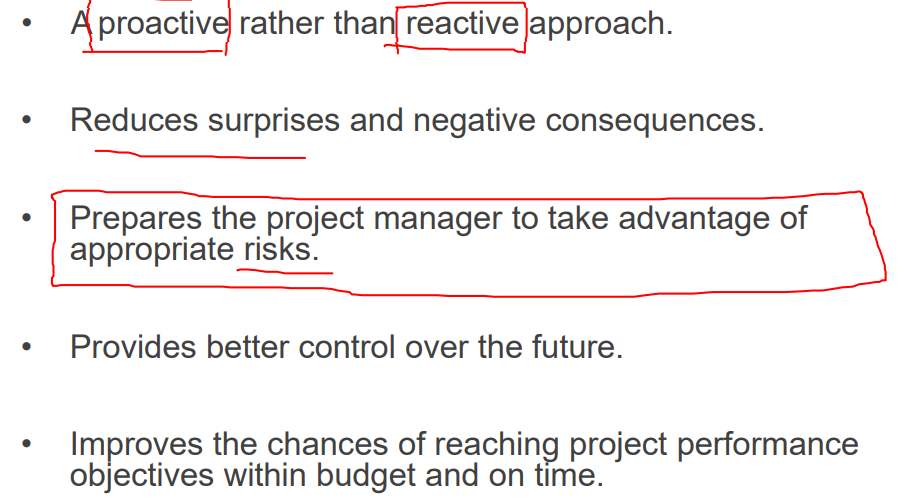 • A proactive rather than reactive approach.
• Reduces surprises and negative consequences.
• Prepares the project manager to take advantage of
appropriate risks.
• Provides better control over the future.
• Improves the chances of reaching project performance
objectives within budget and on time.